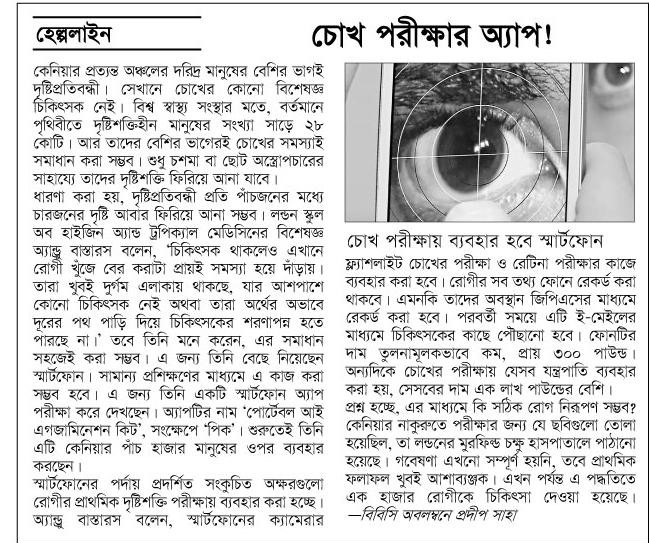 হেল্পলাইন
চোখ পরীক্ষার অ্যাপ!
কেনিয়ার প্রত্যন্ত অঞ্চলের দরিদ্র মানুষের বেশির ভাগই
দৃষ্টিপ্রতিবন্ধী। সেখানে চোখের কোনো বিশেষজ্ঞ
চিকিৎসক নেই। বিশ্ব স্বাস্থ্য সংস্থার মতে, বর্তমানে
পৃথিবীতে দৃষ্টিশক্তিহীন মানুষের সংখ্যা সাড়ে ২৮
কোটি। আর তাদের বেশির ভাগেরই চোখের সমস্যাই
সমাধান করা সম্ভব। শুধু চশমা বা ছোট অস্ত্রোপচারের
সাহায্যে তাদের দৃষ্টিশক্তি ফিরিয়ে আনা যাবে।
ধারণা করা হয়, দৃষ্টিপ্রতিবন্ধী প্রতি পাঁচজনের মধ্যে
চারজনের দৃষ্টি আবার ফিরিয়ে আনা সম্ভব। লন্ডন স্কুল
অব হাইজিন অ্যান্ড ট্রপিক্যাল মেডিসিনের বিশেষজ্ঞ
অ্যান্ড্রু বাস্তারস বলেন, ‘চিকিৎসক থাকলেও এখানে
রোগী খুঁজে বের করাটা প্রায়ই সমস্যা হয়ে দাঁড়ায়।
তারা খুবই দুর্গম এলাকায় থাকছে, যার আশপাশে
কোনো চিকিৎসক নেই অথবা তারা অর্থের অভাবে
দূরের পথ পাড়ি দিয়ে চিকিৎসকের শরণাপন্ন হতে
পারছে না।’ তবে তিনি মনে করেন, এর সমাধান
সহজেই করা সম্ভব। এ জন্য তিনি বেছে নিয়েছেন
স্মার্টফোন। সামান্য প্রশিক্ষণের মাধ্যমে এ কাজ করা
সম্ভব হবে। এ জন্য তিনি একটি স্মার্টফোন অ্যাপ
পরীক্ষা করে দেখছেন। অ্যাপটির নাম ‘পোর্টেবল আই
এগজামিনেশন কিট’, সংক্ষেপে ‘পিক’। শুরুতেই তিনি
এটি কেনিয়ার পাঁচ হাজার মানুষের ওপর ব্যবহার
করছেন।
স্মার্টফোনের পর্দায় প্রদর্শিত সংকুচিত অক্ষরগুলো
রোগীর প্রাথমিক দৃষ্টিশক্তি পরীক্ষায় ব্যবহার করা হচ্ছে।
অ্যান্ড্রু বাস্তারস বলেন, স্মার্টফোনের ক্যামেরার
চোখ পরীক্ষায় ব্যবহার হবে স্মার্টফোন
ফ্ল্যাশলাইট চোখের পরীক্ষা ও রেটিনা পরীক্ষার কাজে
ব্যবহার করা হবে। রোগীর সব তথ্য ফোনে রেকর্ড করা
থাকবে। এমনকি তাদের অবস্থান জিপিএসের মাধ্যমে
রেকর্ড করা হবে। পরবর্তী সময়ে এটি ই-মেইলের
মাধ্যমে চিকিৎসকের কাছে পৌঁছানো হবে। ফোনটির
দাম তুলনামূলকভাবে কম, প্রায় ৩০০ পাউন্ড।
অন্যদিকে চোখের পরীক্ষায় যেসব যন্ত্রপাতি ব্যবহার
করা হয়, সেসবের দাম এক লাখ পাউন্ডের বেশি।
প্রশ্ন হচ্ছে, এর মাধ্যমে কি সঠিক রোগ নিরূপণ সম্ভব?
কেনিয়ার নাকুরুতে পরীক্ষার জন্য যে ছবিগুলো তোলা
হয়েছিল, তা লন্ডনের মুরফিল্ড চক্ষু হাসপাতালে পাঠানো
হয়েছে। গবেষণা এখনো সম্পূর্ণ হয়নি, তবে প্রাথমিক
ফলাফল খুবই আশাব্যঞ্জক। এখন পর্যন্ত এ পদ্ধতিতে
এক হাজার রোগীকে চিকিৎসা দেওয়া হয়েছে।
—বিবিসি অবলম্বনে প্রদীপ সাহা